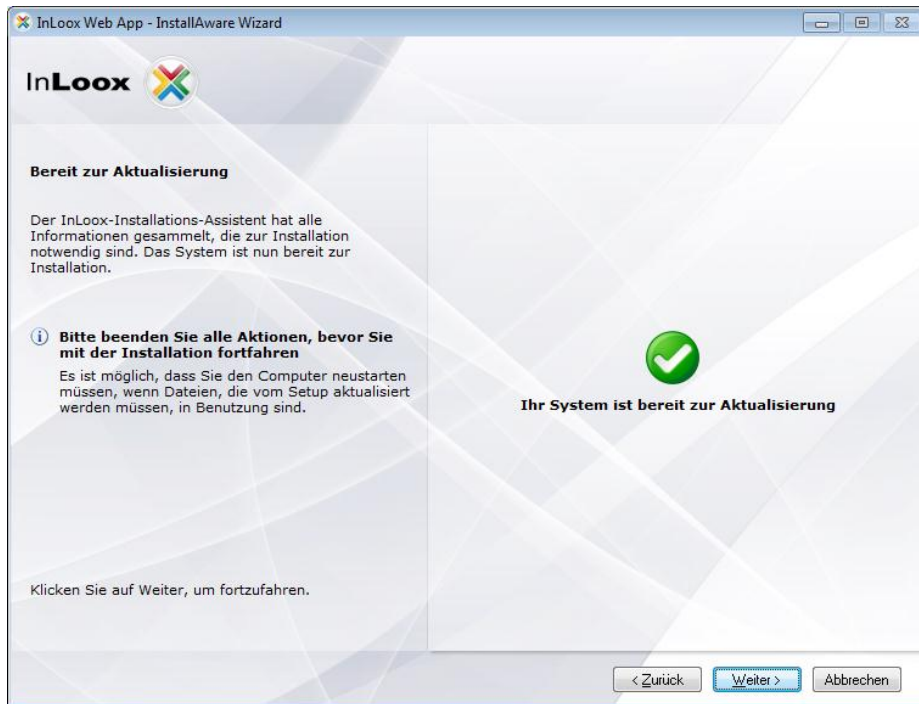 InLoox Web App - InstallAware Wizard
InLoox
Bereit zur Aktualisierung
Der InLoox-Installations-Assistent hat alle
Informationen gesammelt, die zur Installation
notwendig sind. Das System ist nun bereit zur
Installation.
Bitte beenden Sie alle Aktionen, bevor Sie
mit der Installation fortfahren
Es ist möglich, dass Sie den Computer neustarten
müssen, wenn Dateien, die vom Setup aktualisiert
werden müssen, in Benutzung sind.
Ihr System ist bereit zur Aktualisierung
Klicken Sie auf Weiter, um fortzufahren.
< Zurück Weiter > Abbrechen